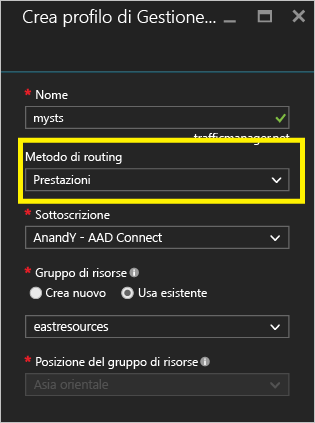 Crea profilo di Gestione...
* Nome
mysts
trafficmanager.net
Metodo di routing
Prestazioni
* Sottoscrizione
AnandY - AAD Connect
* Gruppo di risorse
Crea nuovo Usa esistente
eastresources
* Posizione del gruppo di risorse
Asia orientale